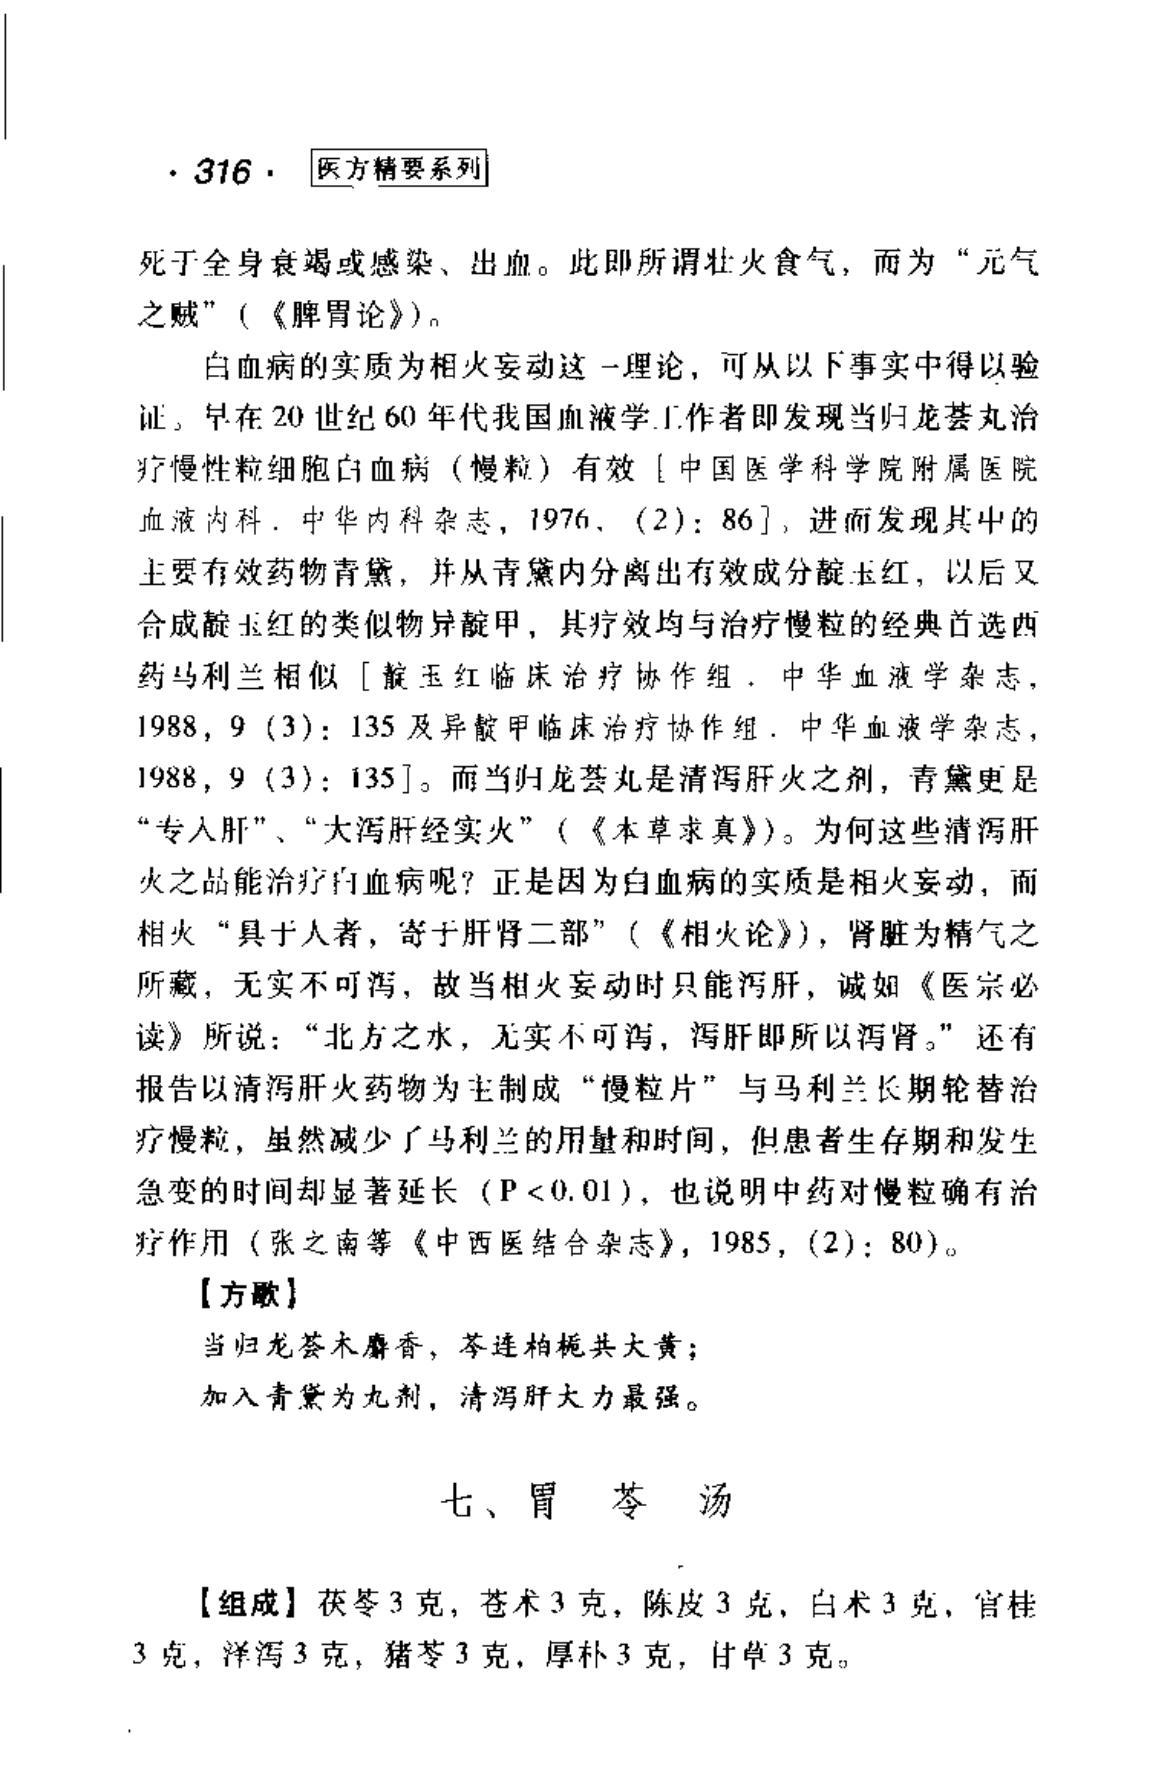 ·316· 医方精要系列
死于全身衰竭或感染、出血。此即所谓壮火食气，而为“元气
之贼”(《脾胃论》)。
白血病的实质为相火妄动这一理论，可从以下事实中得以验
证。早在20世纪60年代我国血液学工作者即发现当归龙荟丸治
疗慢性粒细胞白血病（慢粒）有效［中国医学科学院附属医院
血液内科．中华内科杂志，1976，(2)：86］，进而发现其中的
主要有效药物青黛，并从青黛内分离出有效成分靛玉红，以后又
合成靛玉红的类似物异靛甲，其疗效均与治疗慢粒的经典首选西
药马利兰相似［靛玉红临床治疗协作组．中华血液学杂志，
1988，9（3)：135及异靛甲临床治疗协作组．中华血液学杂志，
1988，9（3)：135］。而当归龙荟丸是清泻肝火之剂，青黛更是
“专入肝”、“大泻肝经实火”(《本草求真》)。为何这些清泻肝
火之品能治疗白血病呢？正是因为白血病的实质是相火妄动，而
相火“具于人者，寄于肝肾二部”(《相火论》)，肾脏为精气之
所藏，无实不可泻，故当相火妄动时只能泻肝，诚如《医宗必
读》所说：“北方之水，无实不可泻，泻肝即所以泻肾。”还有
报告以清泻肝火药物为主制成“慢粒片”与马利兰长期轮替治
疗慢粒，虽然减少了马利兰的用量和时间，但患者生存期和发生
急变的时间却显著延长（P<0.01），也说明中药对慢粒确有治
疗作用（张之南等《中西医结合杂志》，1985，(2)：80)。
【方歌】
当归龙荟木麝香，芩连柏栀共大黄；
加入青黛为丸剂，清泻肝火力最强。
七、胃苓汤
【组成】茯苓3克，苍术3克，陈皮3克，白术3克，官桂
3克，泽泻3克，猪苓3克，厚朴3克，甘草3克。